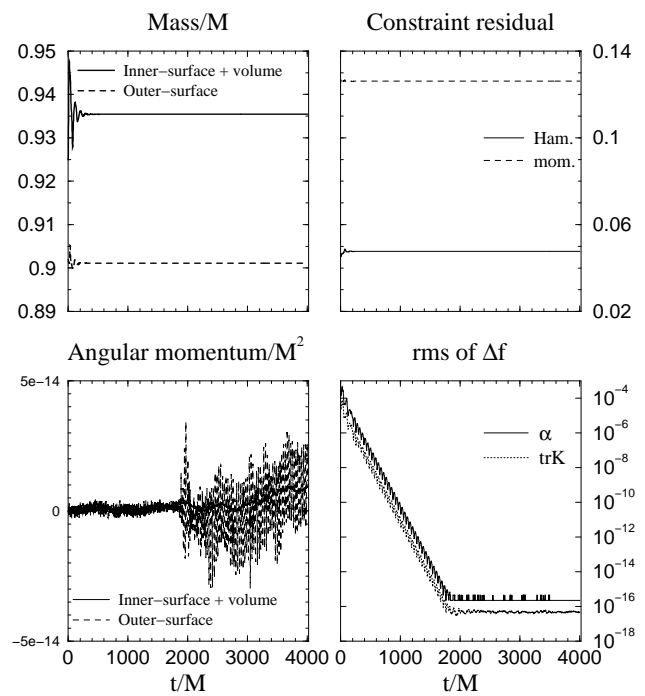 Mass/M
Constraint residual
0.95
0.94
0.93
0.92
0.91
0.9
0.89
Inner−surface + volume
Outer−surface
0.14
0.1
0.06
0.02
Ham.
mom.
Angular momentum/M²
rms of Δf
5e-14
0
−5e-14
Inner−surface + volume
Outer−surface
α
trK
10⁻⁴
10⁻⁶
10⁻⁸
10⁻¹⁰
10⁻¹²
10⁻¹⁴
10⁻¹⁶
10⁻¹⁸
0 1000 2000 3000 4000
0 1000 2000 3000 4000
t/M
t/M